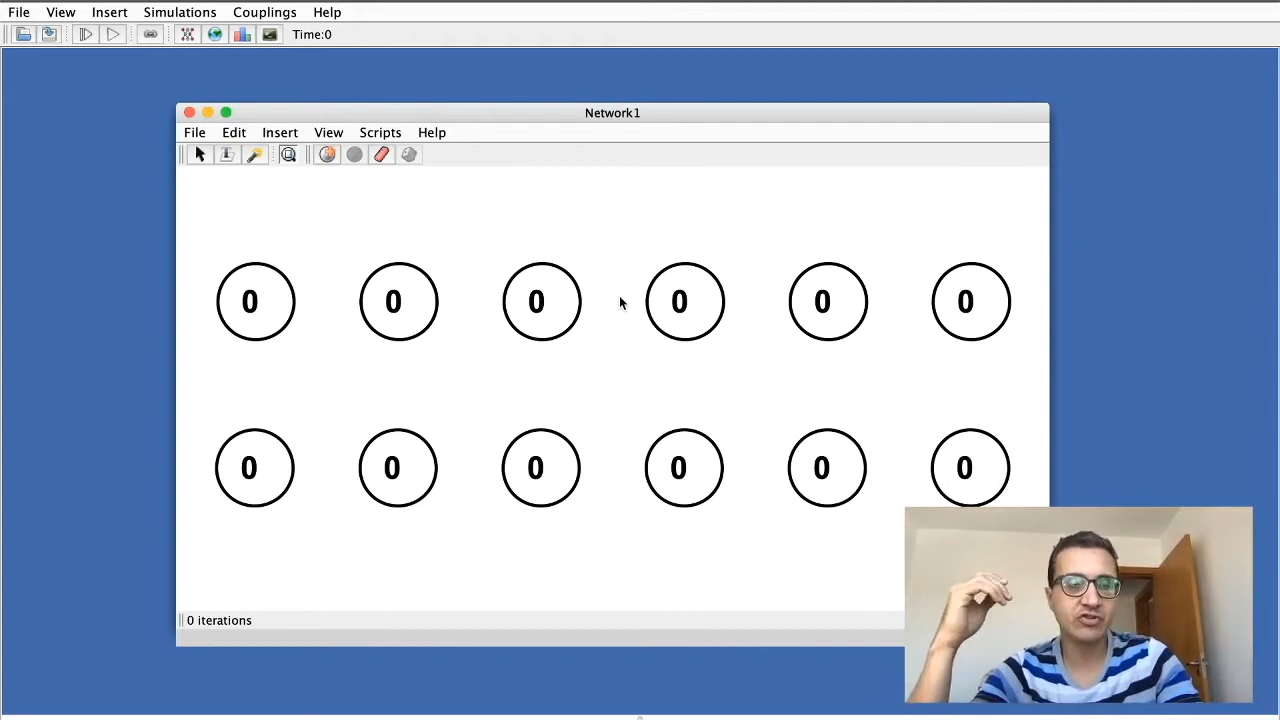 File View Insert Simulations Couplings Help
Time:0
Network1
File Edit Insert View Scripts Help
0 0 0 0 0 0
0 0 0 0 0 0
0 iterations